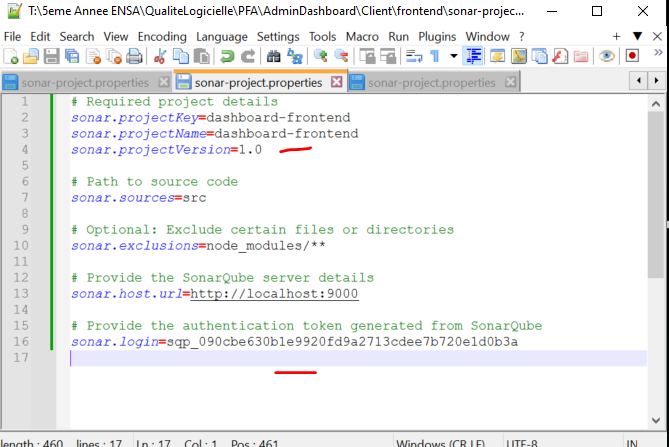 T:\5eme Annee ENSA\QualiteLogicielle\PFA\AdminDashboard\Client\frontend\sonar-projec...
File Edit Search View Encoding Language Settings Tools Macro Run Plugins Window ? + ▼ X
sonar-project.properties sonar-project.properties sonar-project.properties
1 # Required project details
2 sonar.projectKey=dashboard-frontend
3 sonar.projectName=dashboard-frontend
4 sonar.projectVersion=1.0
5
6 # Path to source code
7 sonar.sources=src
8
9 # Optional: Exclude certain files or directories
10 sonar.exclusions=node_modules/**
11
12 # Provide the SonarQube server details
13 sonar.host.url=http://localhost:9000
14
15 # Provide the authentication token generated from SonarQube
16 sonar.login=sqp_090cbe630b1e9920fd9a2713cdee7b720e1d0b3a
17
length : 460 lines : 17 Ln : 17 Col : 1 Pos : 461 Windows (CR LF) UTF-8 IN